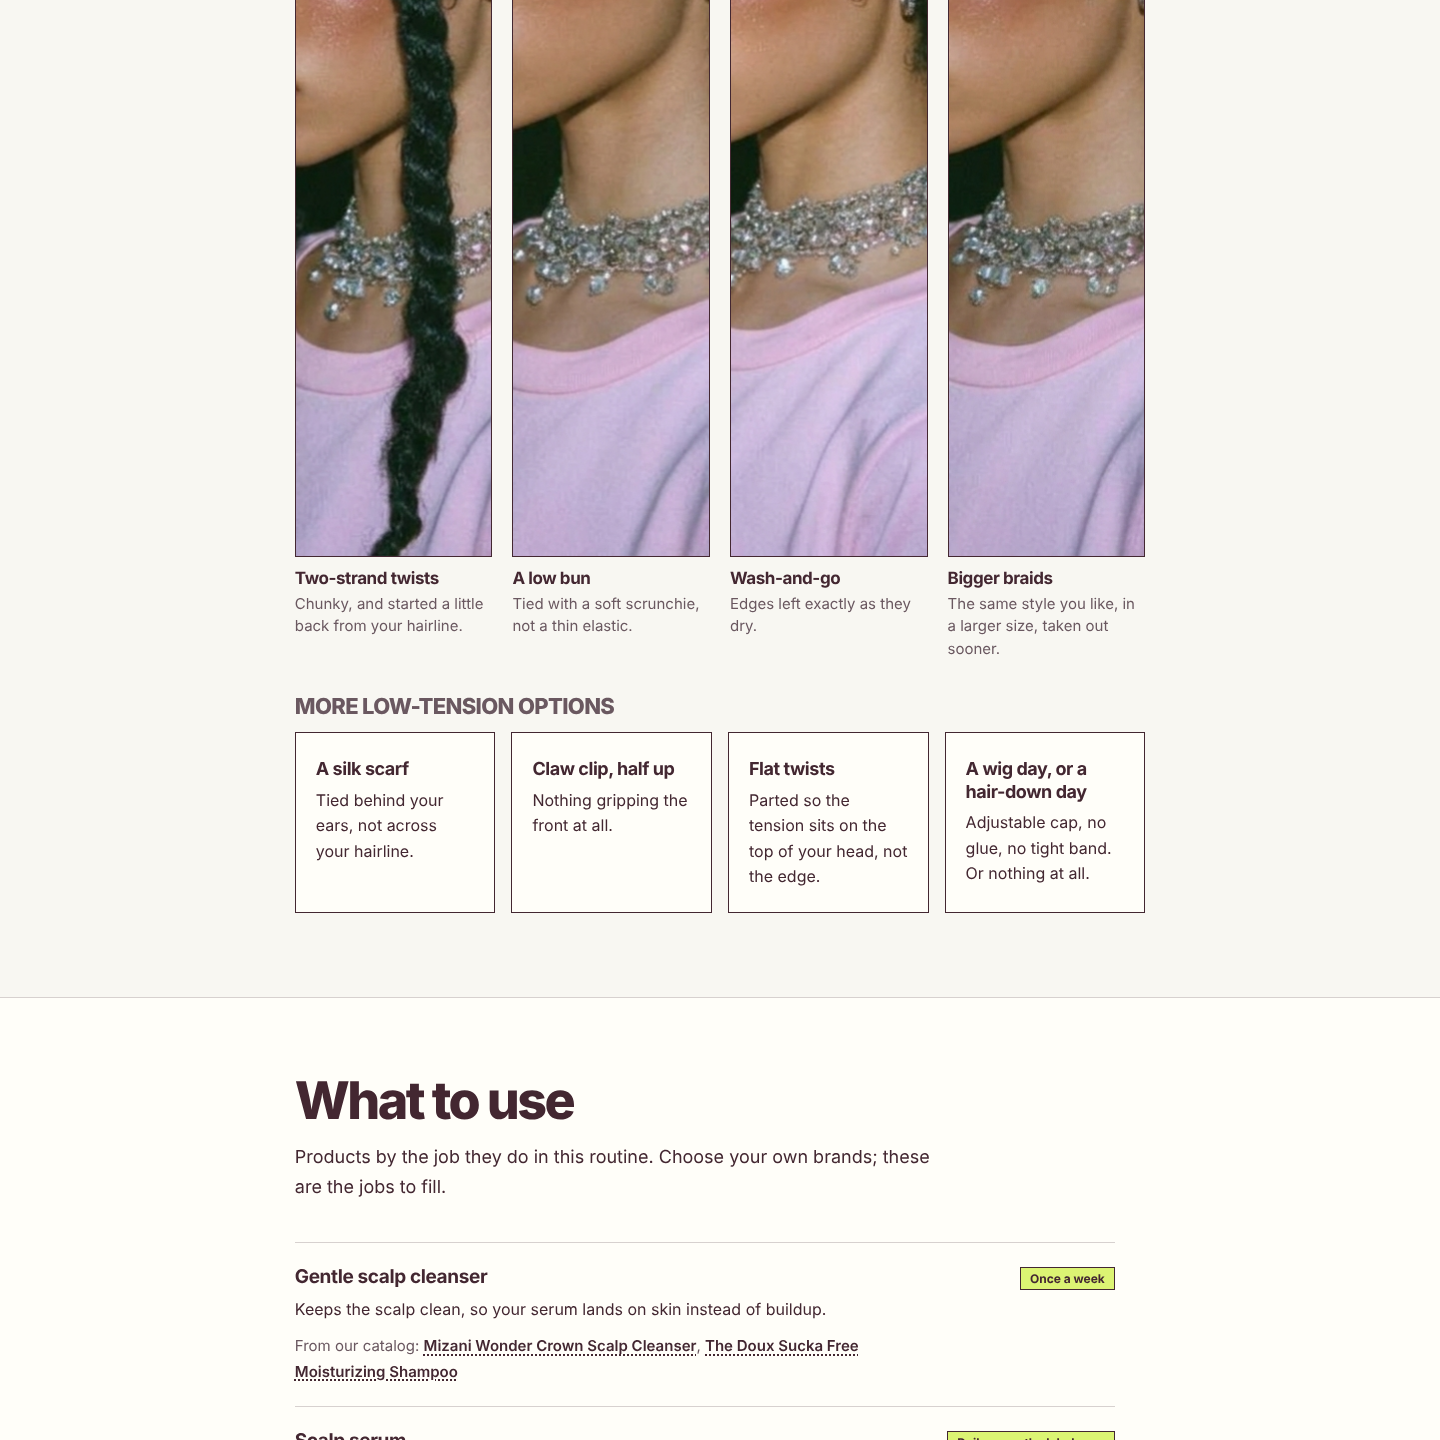 Two-strand twists
Chunky, and started a little
back from your hairline.
A low bun
Tied with a soft scrunchie,
not a thin elastic.
Wash-and-go
Edges left exactly as they
dry.
Bigger braids
The same style you like, in
a larger size, taken out
sooner.
MORE LOW-TENSION OPTIONS
A silk scarf
Tied behind your
ears, not across
your hairline.
Claw clip, half up
Nothing gripping the
front at all.
Flat twists
Parted so the
tension sits on the
top of your head, not
the edge.
A wig day, or a
hair-down day
Adjustable cap, no
glue, no tight band.
Or nothing at all.
What to use
Products by the job they do in this routine. Choose your own brands; these
are the jobs to fill.
Gentle scalp cleanser
Once a week
Keeps the scalp clean, so your serum lands on skin instead of buildup.
From our catalog: Mizani Wonder Crown Scalp Cleanser, The Doux Sucka Free
Moisturizing Shampoo
Scalp serum